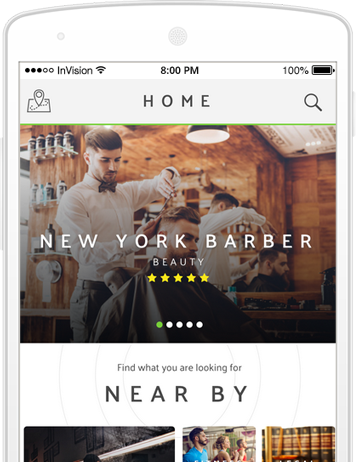 InVision 8:00 PM 100%
HOME
NEW YORK BARBER
BEAUTY
Find what you are looking for
NEAR BY